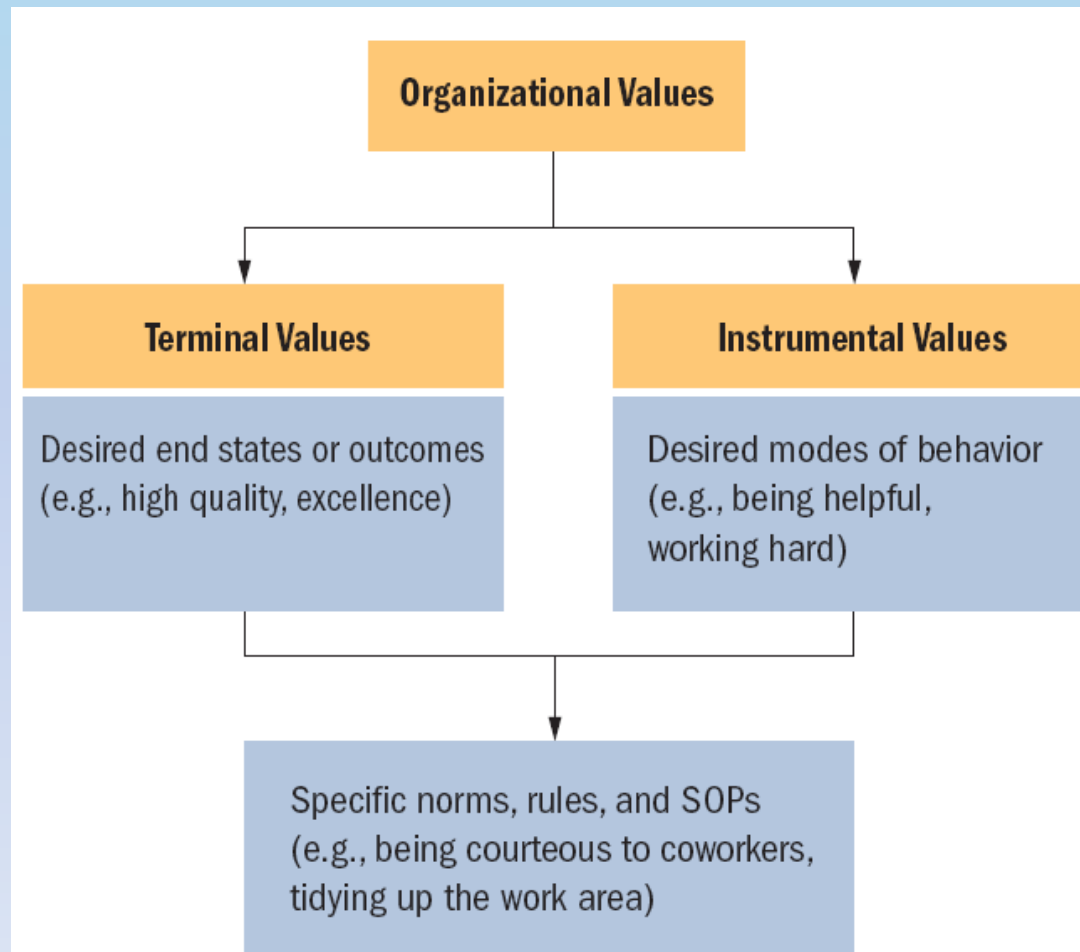 Organizational Values
Terminal Values
Desired end states or outcomes
(e.g., high quality, excellence)
Instrumental Values
Desired modes of behavior
(e.g., being helpful,
working hard)
Specific norms, rules, and SOPs
(e.g., being courteous to coworkers,
tidying up the work area)